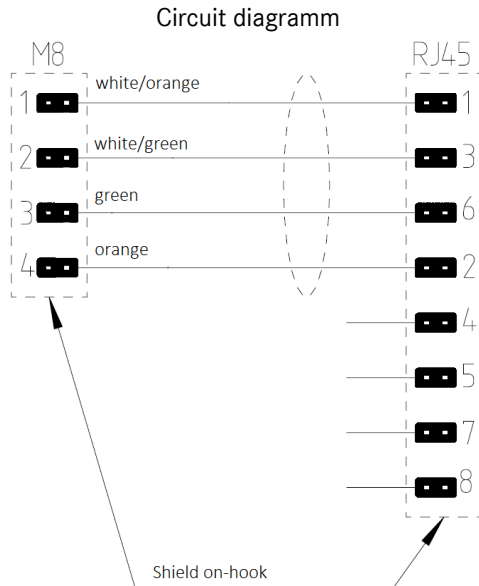 Circuit diagramm
M8 RJ45
white/orange
1 1
white/green
2 3
green
3 6
orange
4 2
4
5
7
8
Shield on-hook